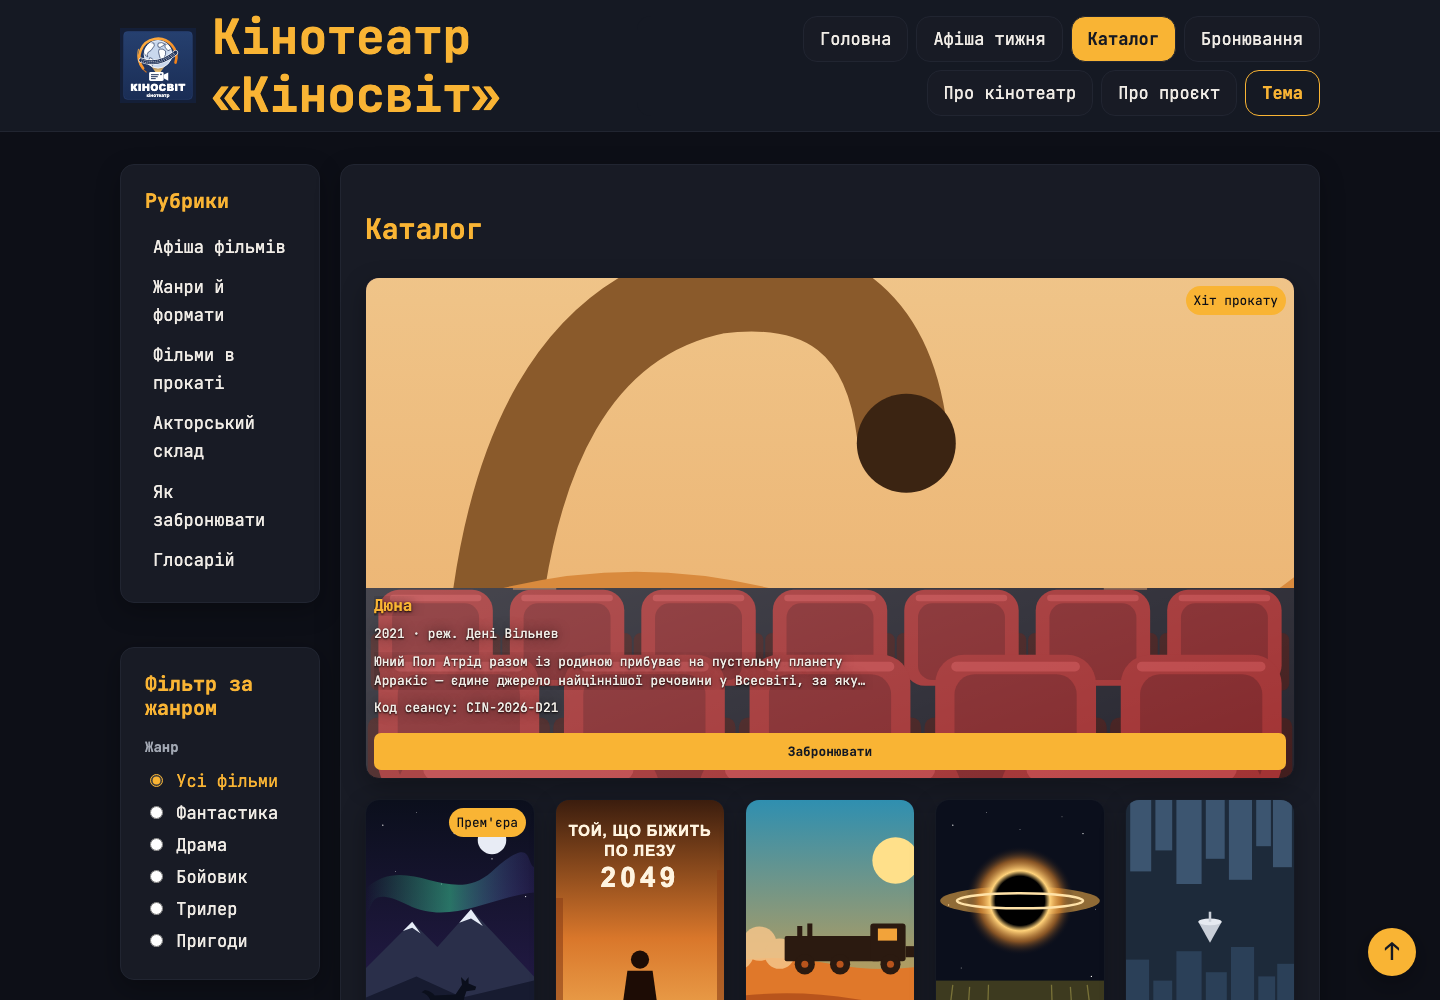 КІНОСВІТ
кінотеатр
Кінотеатр
«Кіносвіт»
Головна
Афіша тижня
Каталог
Бронювання
Про кінотеатр
Про проєкт
Тема
Рубрики
Афіша фільмів
Жанри й
формати
Фільми в
прокаті
Акторський
склад
Як
забронювати
Глосарій
Фільтр за
жанром
Жанр
Усі фільми
Фантастика
Драма
Бойовик
Трилер
Пригоди
Каталог
Хіт прокату
Дюна
2021 · реж. Дені Вільнев
Юний Пол Атрід разом із родиною прибуває на пустельну планету
Арракіс — єдине джерело найціннішої речовини у Всесвіті, за яку…
Код сеансу: CIN-2026-D21
Забронювати
Прем'єра
ТОЙ, ЩО БІЖИТЬ
ПО ЛЕЗУ
2049